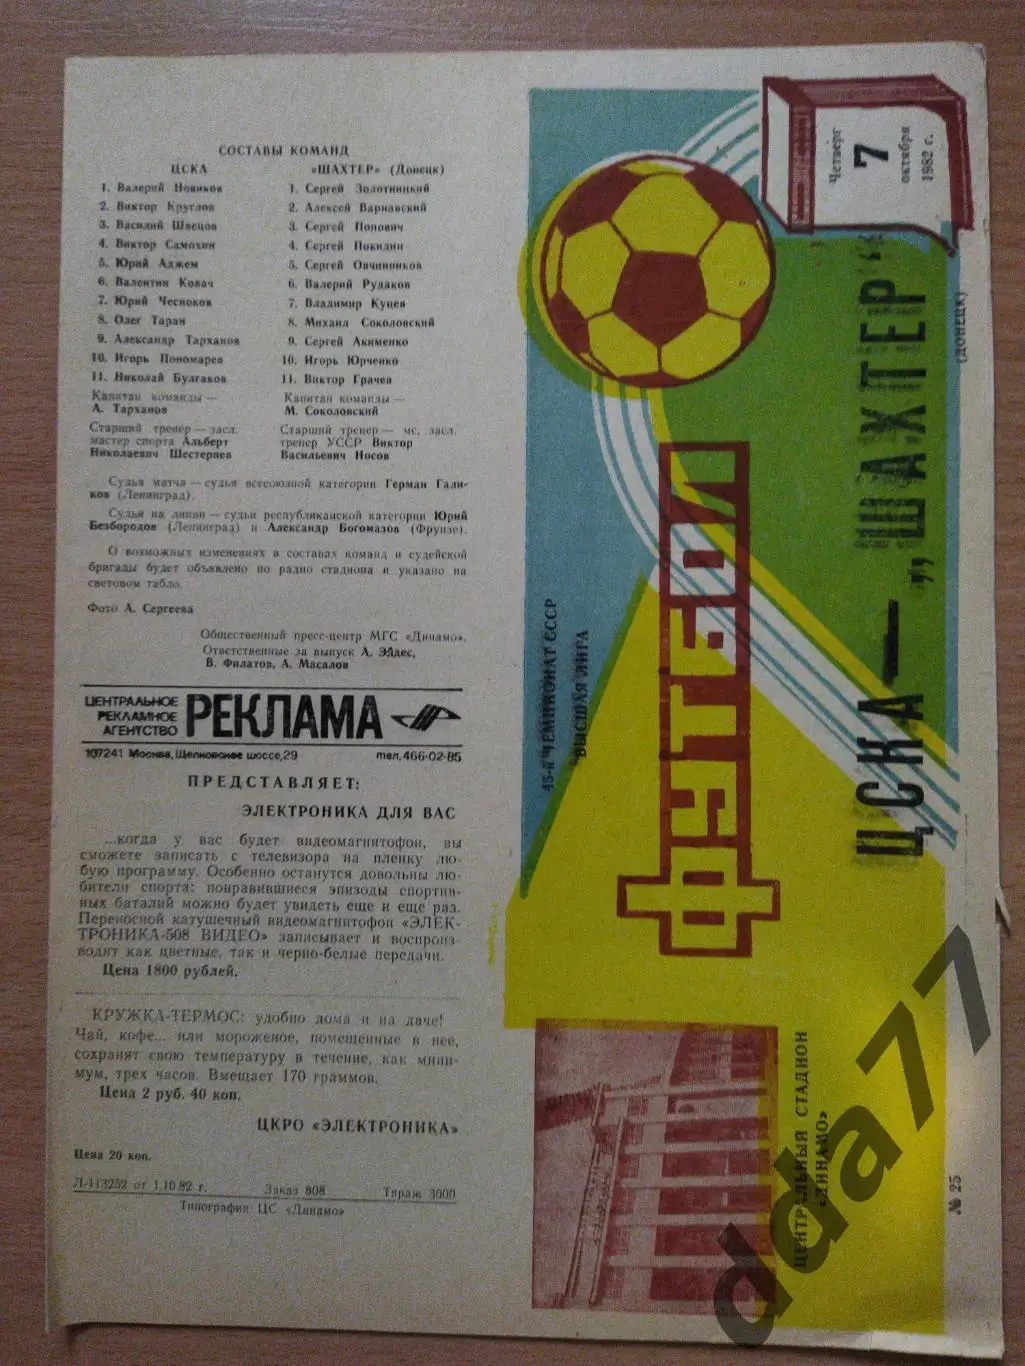 СОСТАВЫ КОМАНД
ЦСКА
1. Валерий Новиков
2. Виктор Круглов
3. Василий Швецов
4. Виктор Самохин
5. Юрий Аджем
6. Валентин Ковач
7. Юрий Чесноков
8. Олег Таран
9. Александр Тарханов
10. Игорь Пономарев
11. Николай Булгаков
Капитан команды —
А. Тарханов
Старший тренер — засл.
мастер спорта Альберт
Николаевич Шестернев
«ШАХТЕР» (Донецк)
1. Сергей Золотницкий
2. Алексей Варнавский
3. Сергей Попович
4. Сергей Покидин
5. Сергей Овчинников
6. Валерий Рудаков
7. Владимир Куцев
8. Михаил Соколовский
9. Сергей Акименко
10. Игорь Юрченко
11. Виктор Грачев
Капитан команды —
М. Соколовский
Старший тренер — мс, засл.
тренер УССР Виктор
Васильевич Носов
Судья матча — судья всесоюзной категории Герман Гали-
ков (Ленинград).
Судьи на линии — судьи республиканской категории Юрий
Безбородов (Ленинград) и Александр Богомазов (Фрунзе).
О возможных изменениях в составах команд и судейской
бригады будет объявлено по радио стадиона и указано на
световом табло.
Фото А. Сергеева
Общественный пресс-центр МГС «Динамо».
Ответственные за выпуск А. Эйдес,
В. Филатов, А. Масалов
ЦЕНТРАЛЬНОЕ
РЕКЛАМНОЕ
АГЕНТСТВО
РЕКЛАМА
107241 Москва, Щелковское шоссе, 29 тел. 466-02-85
ПРЕДСТАВЛЯЕТ:
ЭЛЕКТРОНИКА ДЛЯ ВАС
...когда у вас будет видеомагнитофон, вы
сможете записать с телевизора на пленку лю-
бую программу. Особенно останутся довольны лю-
бители спорта: понравившиеся эпизоды спортив-
ных баталий можно будет увидеть еще и еще раз.
Переносной катушечный видеомагнитофон «ЭЛЕК-
ТРОНИКА-508 ВИДЕО» записывает и воспроиз-
водят как цветные, так и черно-белые передачи.
Цена 1800 рублей.
КРУЖКА-ТЕРМОС: удобно дома и на даче!
Чай, кофе... или мороженое, помещенные в нее,
сохранят свою температуру в течение, как мини-
мум, трех часов. Вмещает 170 граммов.
Цена 2 руб. 40 коп.
ЦКРО «ЭЛЕКТРОНИКА»
Цена 20 коп.
Л-113252 от 1.10.82 г. Заказ 808 Тираж 3000
Типография ЦС «Динамо»
Четверг
7
октября
1982 г.
45-й ЧЕМПИОНАТ СССР
ВЫСШАЯ ЛИГА
ФУТБОЛ
ЦСКА — „ШАХТЕР“
(ДОНЕЦК)
ЦЕНТРАЛЬНЫЙ СТАДИОН
«ДИНАМО»
№ 25
dda77